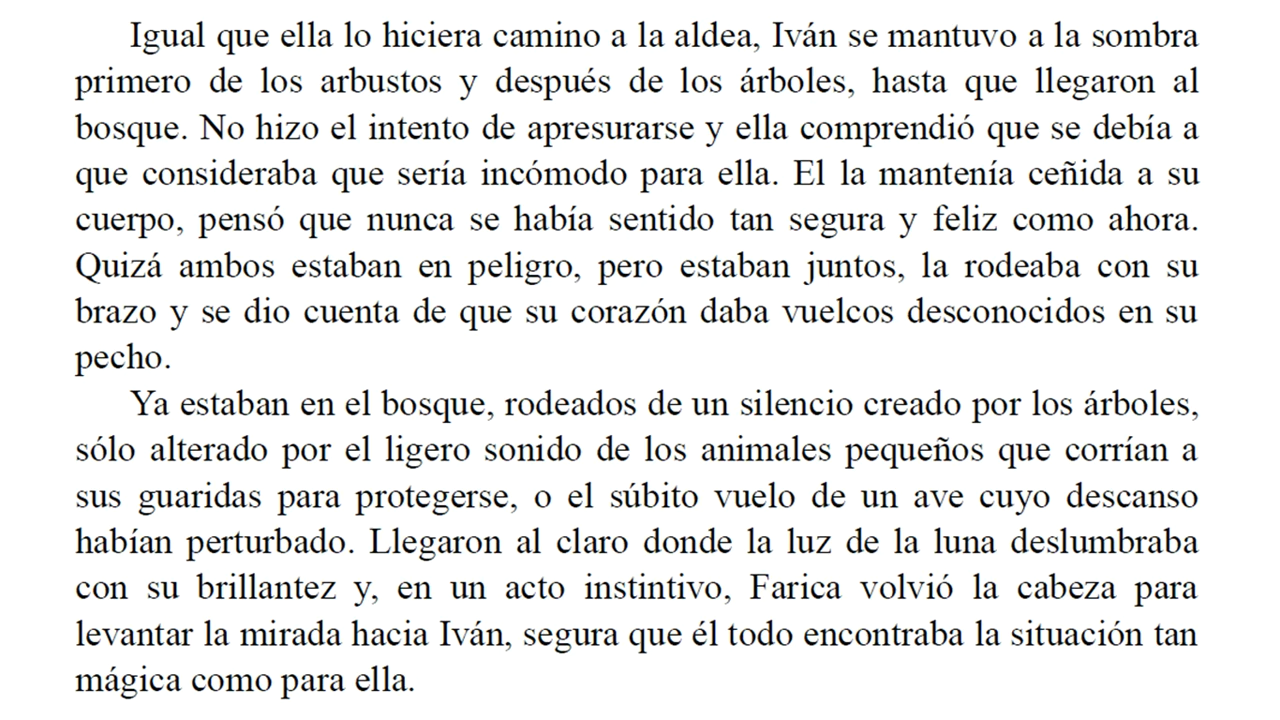 Igual que ella lo hiciera camino a la aldea, Iván se mantuvo a la sombra
primero de los arbustos y después de los árboles, hasta que llegaron al
bosque. No hizo el intento de apresurarse y ella comprendió que se debía a
que consideraba que sería incómodo para ella. El la mantenía ceñida a su
cuerpo, pensó que nunca se había sentido tan segura y feliz como ahora.
Quizá ambos estaban en peligro, pero estaban juntos, la rodeaba con su
brazo y se dio cuenta de que su corazón daba vuelcos desconocidos en su
pecho.
Ya estaban en el bosque, rodeados de un silencio creado por los árboles,
sólo alterado por el ligero sonido de los animales pequeños que corrían a
sus guaridas para protegerse, o el súbito vuelo de un ave cuyo descanso
habían perturbado. Llegaron al claro donde la luz de la luna deslumbraba
con su brillantez y, en un acto instintivo, Farica volvió la cabeza para
levantar la mirada hacia Iván, segura que él todo encontraba la situación tan
mágica como para ella.